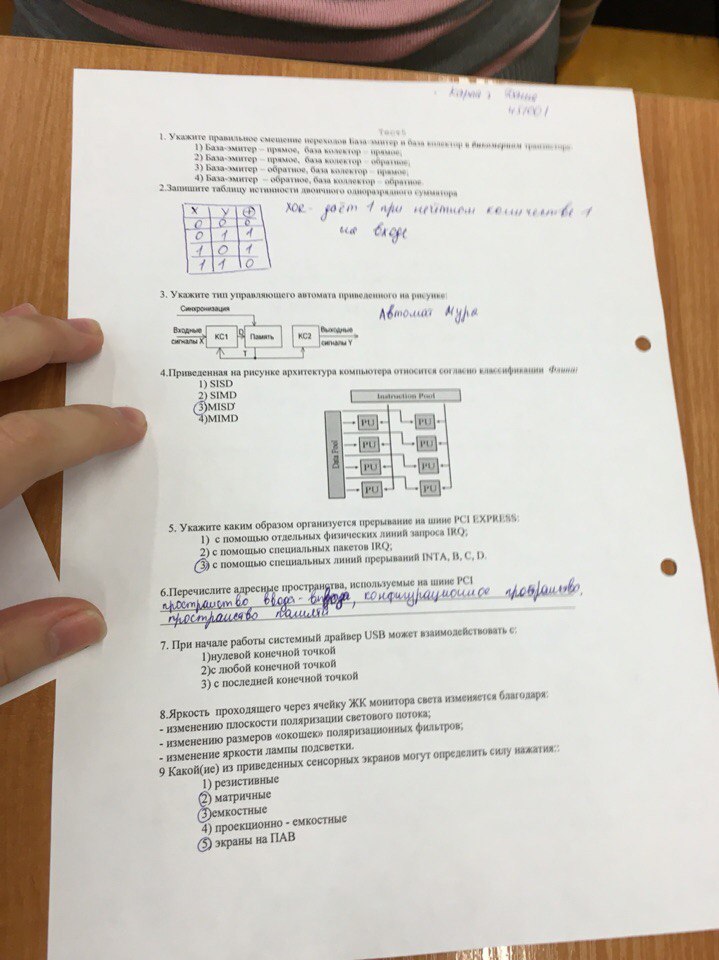 43700/
Тест5
1. Укажите правильное смещение переходов База-эмитер и база колектор в биполярном транзисторе.
1) База-эмитер – прямое, база колектор – прямое;
2) База-эмитер – прямое, база колектор – обратное;
3) База-эмитер – обратное, база колектор – прямое;
4) База-эмитер – обратное, база коллектор – обратное.
2.Запишите таблицу истинности двоичного одноразрядного сумматора
X Y ⊕
0 0 0
0 1 1
1 0 1
1 1 0
XOR - даёт 1 при нечётном количестве 1
на входе
3. Укажите тип управляющего автомата приведенного на рисунке:
Автомат Мура
Синхронизация
Входные сигналы X
КС1
D
Память
КС2
Выходные сигналы Y
T
4.Приведенная на рисунке архитектура компьютера относится согласно классификации Флинна:
1) SISD
2) SIMD
3)MISD
4)MIMD
Instruction Pool
Data Pool
PU PU
PU PU
PU PU
PU PU
5. Укажите каким образом организуется прерывание на шине PCI EXPRESS:
1) с помощью отдельных физических линий запроса IRQ;
2) с помощью специальных пакетов IRQ;
3) с помощью специальных линий прерываний INTA, B, C, D.
6.Перечислите адресные пространства, используемые на шине PCI
пространство ввода-вывода, конфигурационное пространство,
пространство памяти
7. При начале работы системный драйвер USB может взаимодействовать с:
1)нулевой конечной точкой
2)с любой конечной точкой
3) с последней конечной точкой
8.Яркость проходящего через ячейку ЖК монитора света изменяется благодаря:
- изменению плоскости поляризации светового потока;
- изменению размеров «окошек» поляризационных фильтров;
- изменение яркости лампы подсветки.
9 Какой(ие) из приведенных сенсорных экранов могут определить силу нажатия::
1) резистивные
2) матричные
3)емкостные
4) проекционно - емкостные
5) экраны на ПАВ